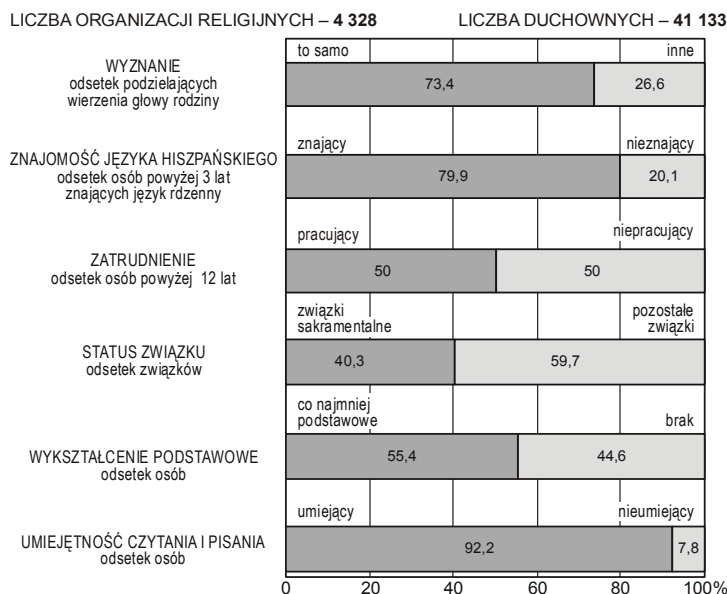 LICZBA ORGANIZACJI RELIGIJNYCH – 4 328
LICZBA DUCHOWNYCH – 41 133
WYZNANIE
odsetek podzielających
wierzenia głowy rodziny
to samo
inne
73,4
26,6
ZNAJOMOŚĆ JĘZYKA HISZPAŃSKIEGO
odsetek osób powyżej 3 lat
znających język rdzenny
znający
nieznający
79,9
20,1
ZATRUDNIENIE
odsetek osób powyżej 12 lat
pracujący
niepracujący
50
50
STATUS ZWIĄZKU
odsetek związków
związki
sakramentalne
pozostałe
związki
40,3
59,7
WYKSZTAŁCENIE PODSTAWOWE
odsetek osób
co najmniej
podstawowe
brak
55,4
44,6
UMIEJĘTNOŚĆ CZYTANIA I PISANIA
odsetek osób
umiejący
nieumiejący
92,2
7,8
0 20 40 60 80 100%